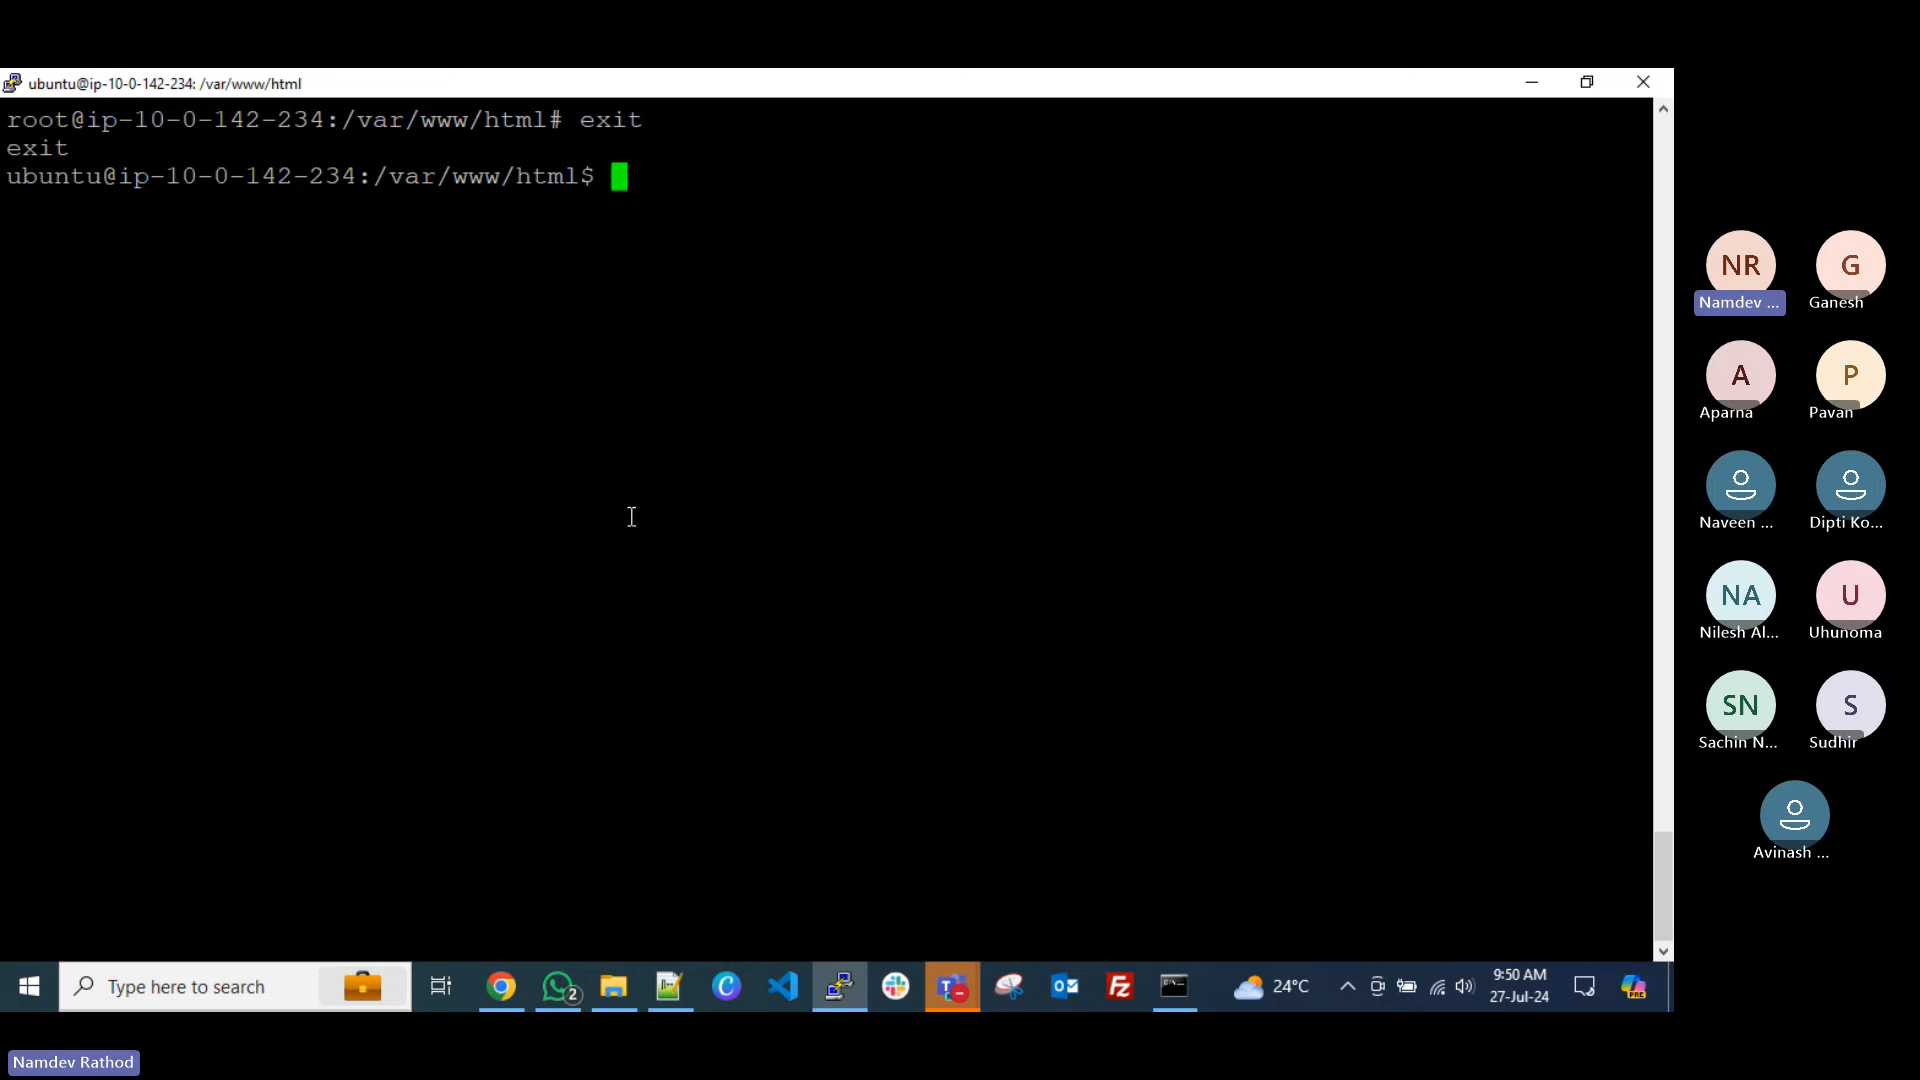 ubuntu@ip-10-0-142-234: /var/www/html
root@ip-10-0-142-234:/var/www/html# exit
exit
ubuntu@ip-10-0-142-234:/var/www/html$
NR
G
Namdev ...
Ganesh
A
P
Aparna
Pavan
Naveen ...
Dipti Ko...
NA
U
Nilesh Al...
Uhunoma
SN
S
Sachin N...
Sudhir
Avinash ...
Type here to search
2
24°C
9:50 AM
27-Jul-24
Namdev Rathod